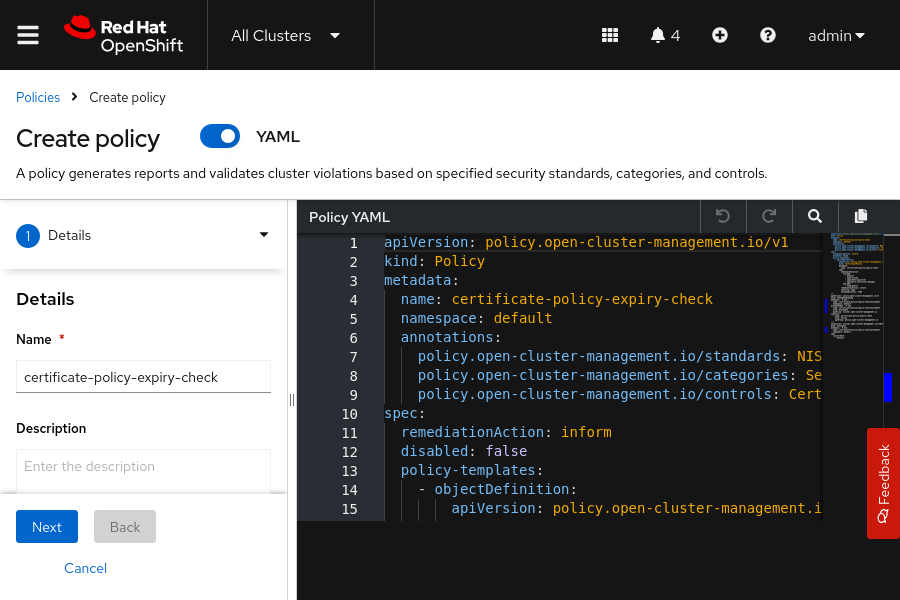 Red Hat
OpenShift
All Clusters
4
admin
Policies
Create policy
Create policy
YAML
A policy generates reports and validates cluster violations based on specified security standards, categories, and controls.
1
Details
Details
Name *
certificate-policy-expiry-check
Description
Enter the description
Next
Back
Cancel
Policy YAML
1 apiVersion: policy.open-cluster-management.io/v1
2 kind: Policy
3 metadata:
4 name: certificate-policy-expiry-check
5 namespace: default
6 annotations:
7 policy.open-cluster-management.io/standards: NIS
8 policy.open-cluster-management.io/categories: Se
9 policy.open-cluster-management.io/controls: Cert
10 spec:
11 remediationAction: inform
12 disabled: false
13 policy-templates:
14 - objectDefinition:
15 apiVersion: policy.open-cluster-management.i
Feedback